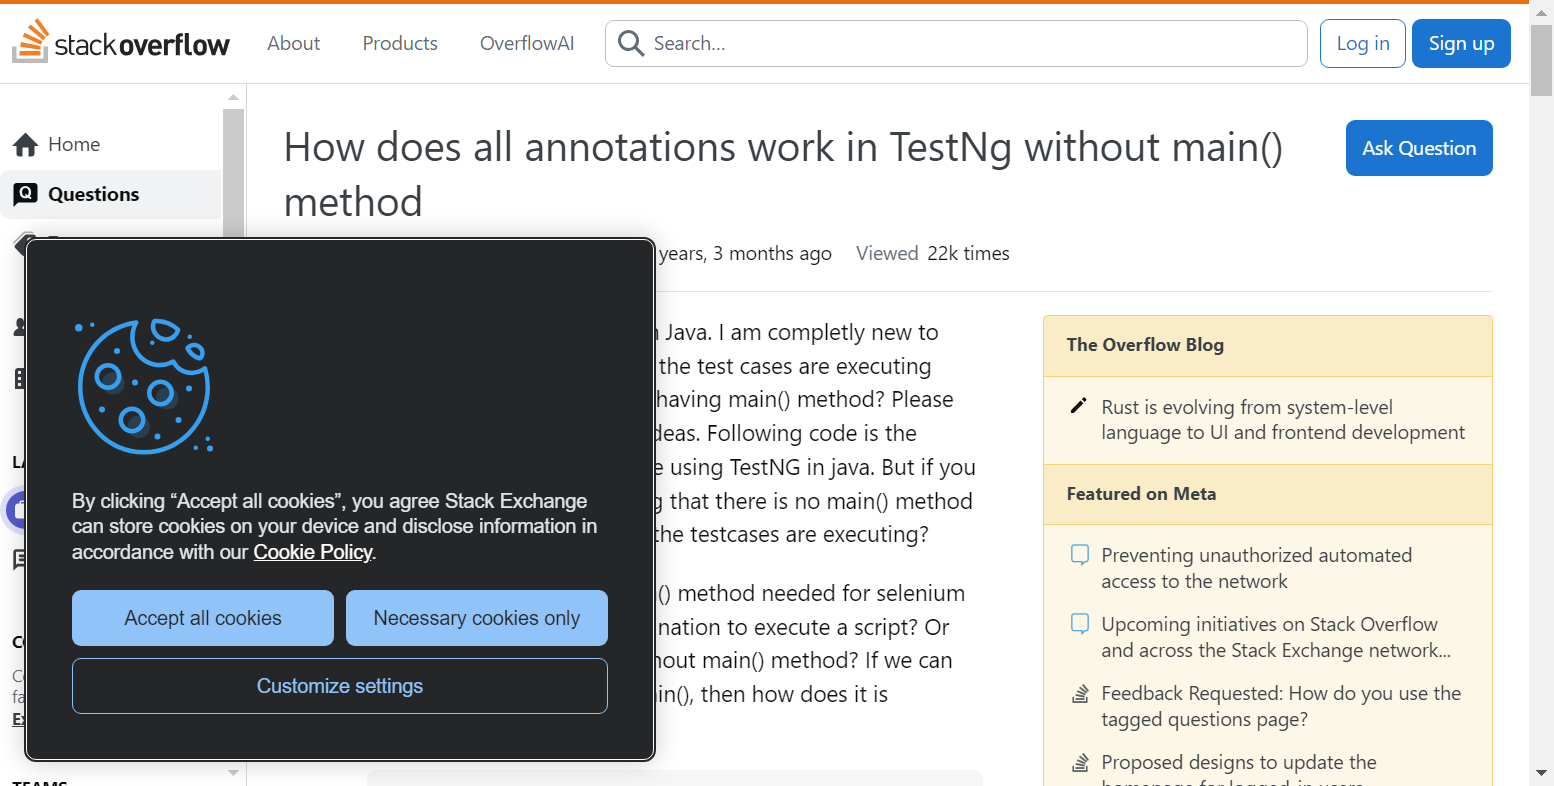 stackoverflow
About
Products
OverflowAI
Search...
Log in
Sign up
Home
Questions
How does all annotations work in TestNg without main()
method
Ask Question
years, 3 months ago
Viewed 22k times
Java. I am completly new to
the test cases are executing
having main() method? Please
Following code is the
using TestNG in java. But if you
that there is no main() method
the testcases are executing?
() method needed for selenium
to execute a script? Or
main() method? If we can
then how does it is
The Overflow Blog
Rust is evolving from system-level
language to UI and frontend development
Featured on Meta
Preventing unauthorized automated
access to the network
Upcoming initiatives on Stack Overflow
and across the Stack Exchange network...
Feedback Requested: How do you use the
tagged questions page?
Proposed designs to update the
homepage for logged-in users
By clicking “Accept all cookies”, you agree Stack Exchange
can store cookies on your device and disclose information in
accordance with our Cookie Policy.
Accept all cookies
Necessary cookies only
Customize settings
TEAMS